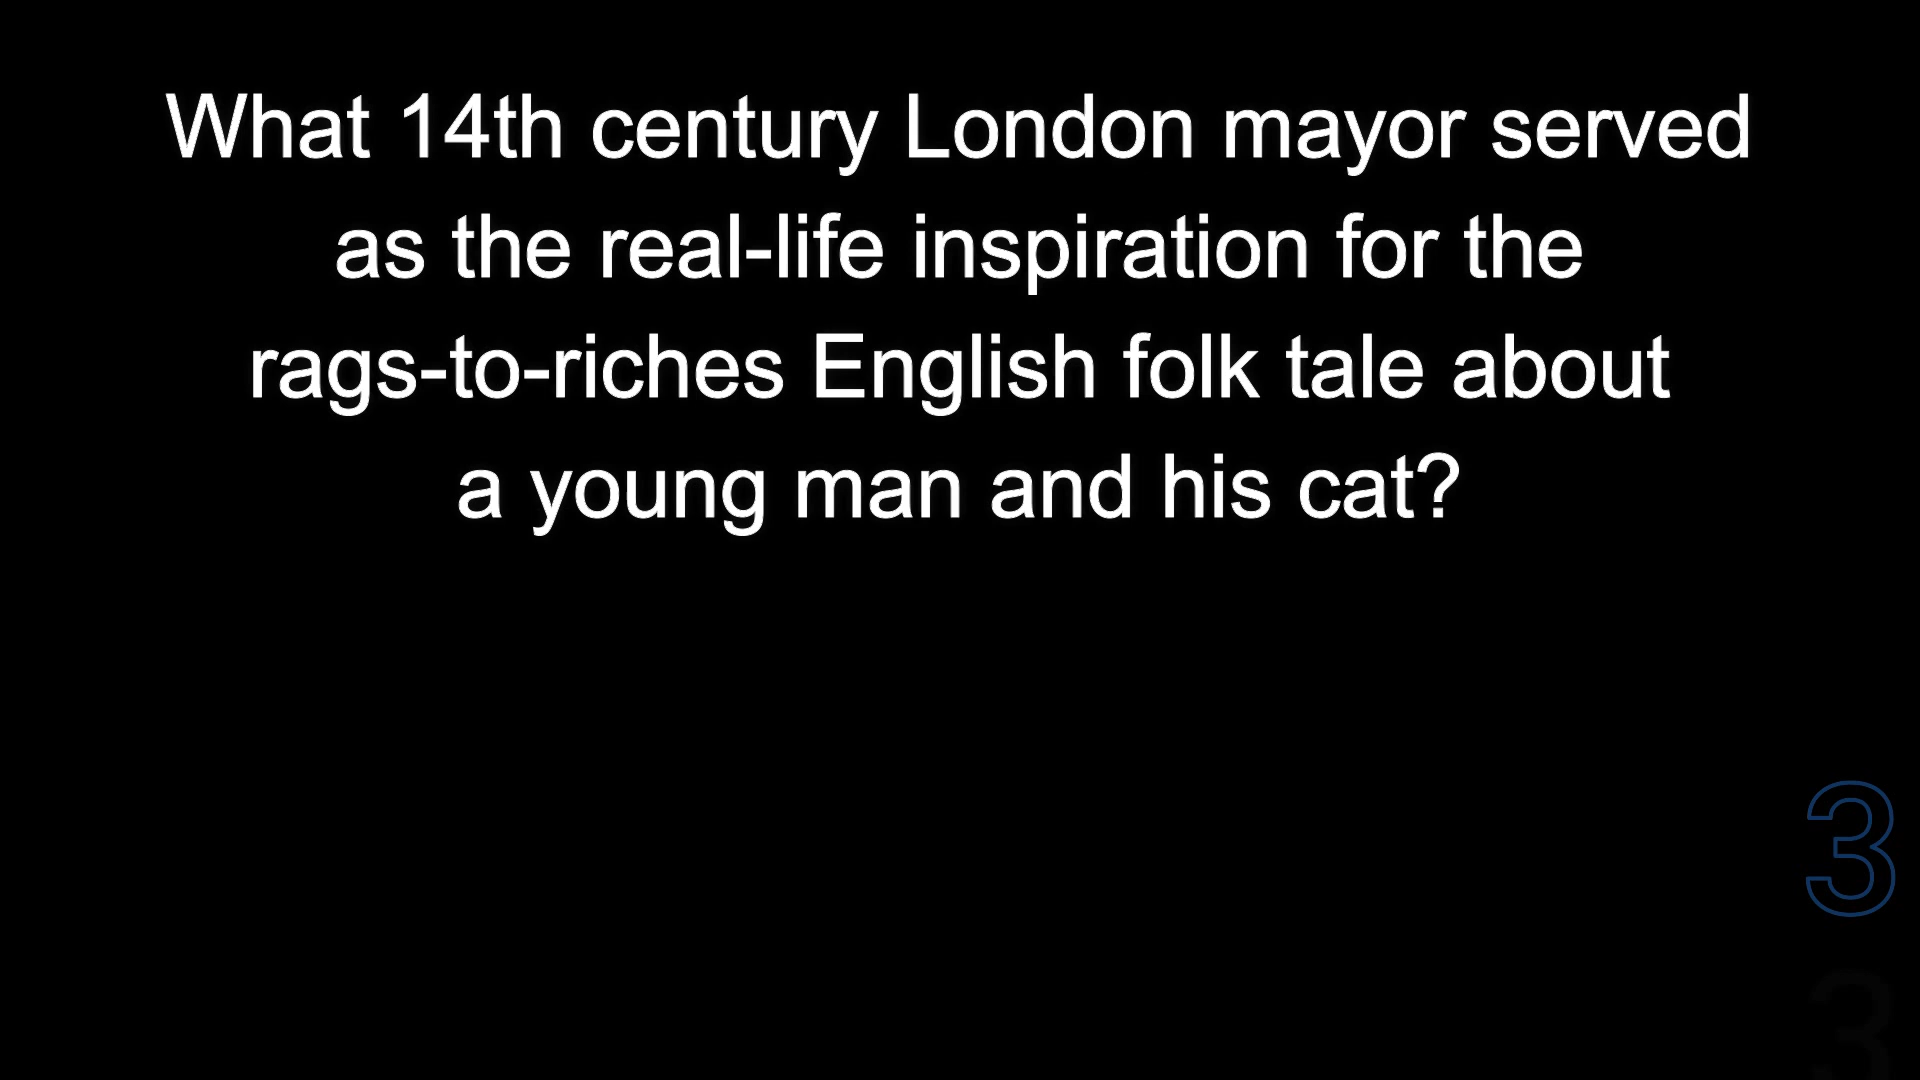 What 14th century London mayor served
as the real-life inspiration for the
rags-to-riches English folk tale about
a young man and his cat?
3
3